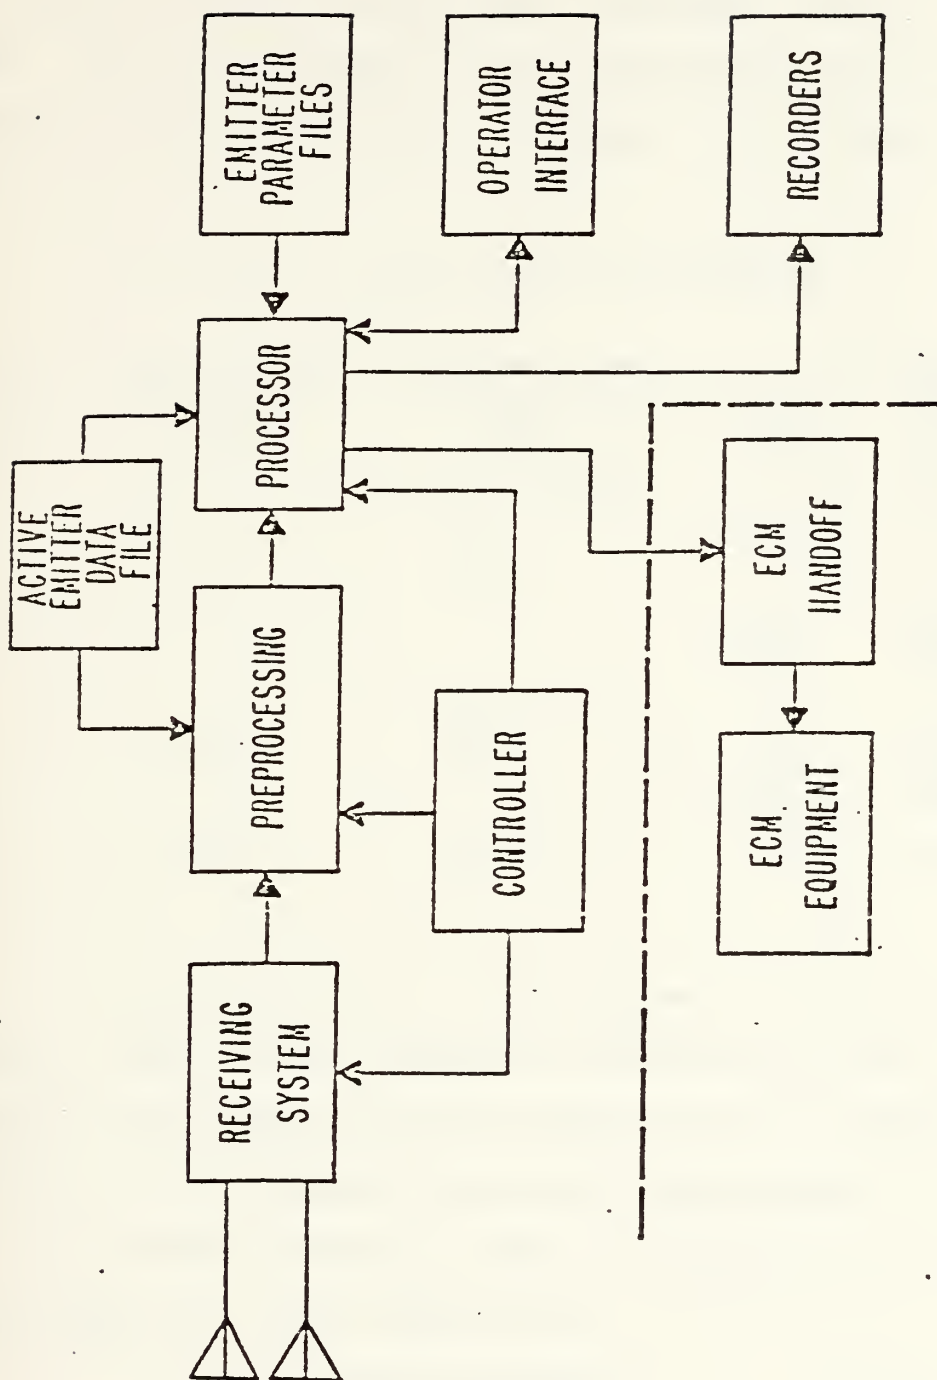 ACTIVE
EMITTER
DATA
FILE
RECEIVING
SYSTEM
PREPROCESSING
PROCESSOR
EMITTER
PARAMETER
FILES
CONTROLLER
OPERATOR
INTERFACE
ECM
EQUIPMENT
ECM
HANDOFF
RECORDERS